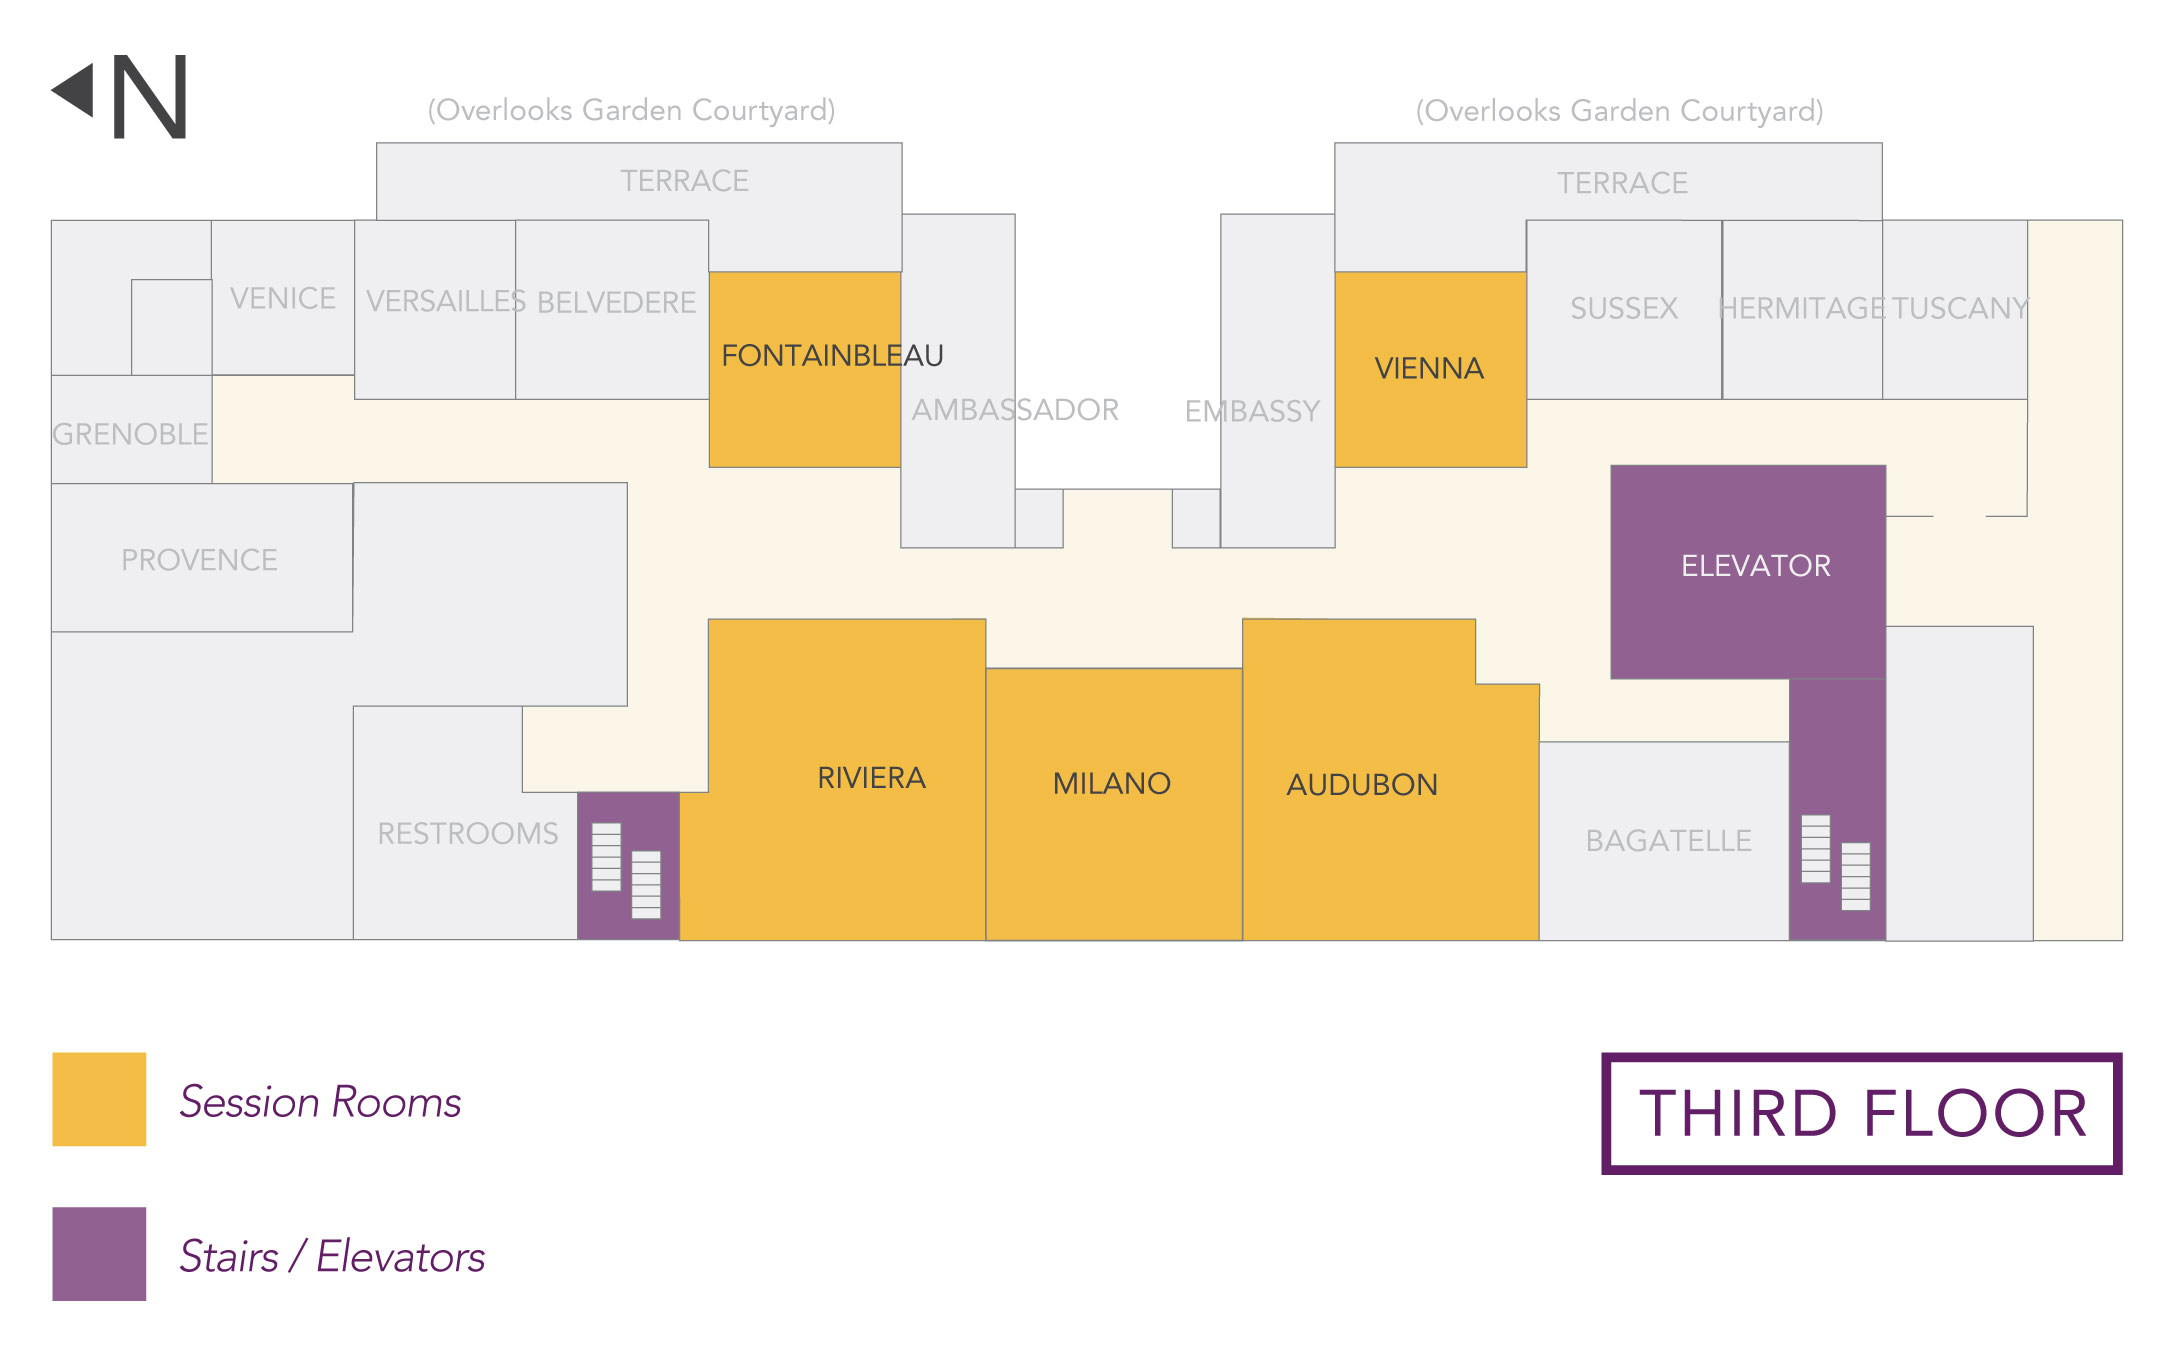 N
(Overlooks Garden Courtyard)
(Overlooks Garden Courtyard)
TERRACE
TERRACE
VENICE
VERSAILLES
BELVEDERE
FONTAINBLEAU
AMBASSADOR
EMBASSY
VIENNA
SUSSEX
HERMITAGE
TUSCANY
GRENOBLE
PROVENCE
ELEVATOR
RESTROOMS
RIVIERA
MILANO
AUDUBON
BAGATELLE
Session Rooms
THIRD FLOOR
Stairs / Elevators